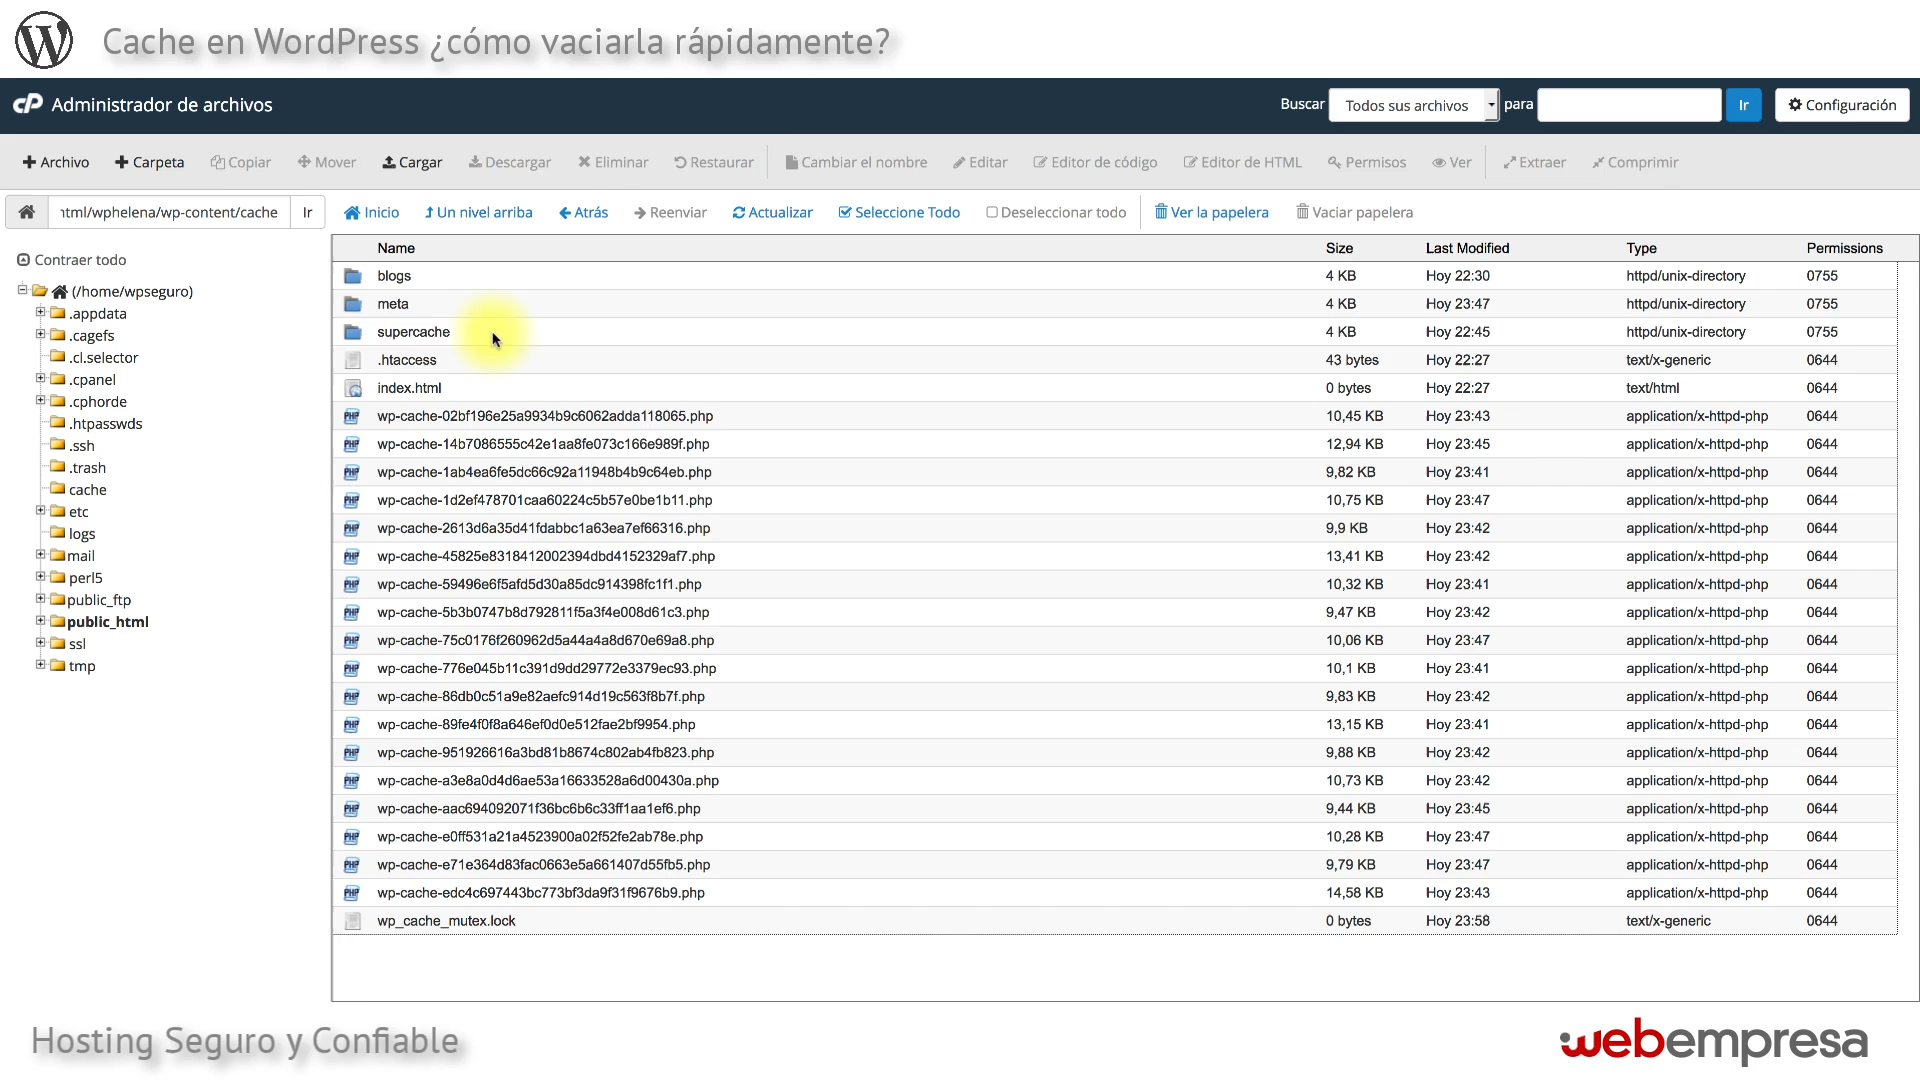 Cache en WordPress ¿cómo vaciarla rápidamente?
cP Administrador de archivos
Buscar Todos sus archivos para Ir Configuración
Archivo Carpeta Copiar Mover Cargar Descargar Eliminar Restaurar Cambiar el nombre Editar Editor de código Editor de HTML Permisos Ver Extraer Comprimir
html/wphelena/wp-content/cache Ir Inicio Un nivel arriba Atrás Reenviar Actualizar Seleccione Todo Deseleccionar todo Ver la papelera Vaciar papelera
Contraer todo
(/home/wpseguro)
.appdata
.cagefs
.cl.selector
.cpanel
.cphorde
.htpasswds
.ssh
.trash
cache
etc
logs
mail
perl5
public_ftp
public_html
ssl
tmp
Name Size Last Modified Type Permissions
blogs 4 KB Hoy 22:30 httpd/unix-directory 0755
meta 4 KB Hoy 23:47 httpd/unix-directory 0755
supercache 4 KB Hoy 22:45 httpd/unix-directory 0755
.htaccess 43 bytes Hoy 22:27 text/x-generic 0644
index.html 0 bytes Hoy 22:27 text/html 0644
wp-cache-02bf196e25a9934b9c6062adda118065.php 10,45 KB Hoy 23:43 application/x-httpd-php 0644
wp-cache-14b7086555c42e1aa8fe073c166e989f.php 12,94 KB Hoy 23:45 application/x-httpd-php 0644
wp-cache-1ab4ea6fe5dc66c92a11948b4b9c64eb.php 9,82 KB Hoy 23:41 application/x-httpd-php 0644
wp-cache-1d2ef478701caa60224c5b57e0be1b11.php 10,75 KB Hoy 23:47 application/x-httpd-php 0644
wp-cache-2613d6a35d41fdabbc1a63ea7ef66316.php 9,9 KB Hoy 23:42 application/x-httpd-php 0644
wp-cache-45825e8318412002394dbd4152329af7.php 13,41 KB Hoy 23:42 application/x-httpd-php 0644
wp-cache-59496e6f5afd5d30a85dc914398fc1f1.php 10,32 KB Hoy 23:41 application/x-httpd-php 0644
wp-cache-5b3b0747b8d792811f5a3f4e008d61c3.php 9,47 KB Hoy 23:42 application/x-httpd-php 0644
wp-cache-75c0176f260962d5a44a4a8d670e69a8.php 10,06 KB Hoy 23:42 application/x-httpd-php 0644
wp-cache-776e045b11c391d9dd29772e3379ec93.php 10,1 KB Hoy 23:41 application/x-httpd-php 0644
wp-cache-86db0c51a9e82aefc914d19c563f8b7f.php 9,83 KB Hoy 23:42 application/x-httpd-php 0644
wp-cache-89fe4f0f8a646ef0d0e512fae2bf9954.php 13,15 KB Hoy 23:41 application/x-httpd-php 0644
wp-cache-951926616a3bd81b8674c802ab4fb823.php 9,88 KB Hoy 23:42 application/x-httpd-php 0644
wp-cache-a3e8a0d4d6ae53a16633528a6d00430a.php 10,73 KB Hoy 23:42 application/x-httpd-php 0644
wp-cache-aac694092071f36bc6b6c33ff1aa1ef6.php 9,44 KB Hoy 23:45 application/x-httpd-php 0644
wp-cache-e0ff531a21a4523900a02f52fe2ab78e.php 10,28 KB Hoy 23:47 application/x-httpd-php 0644
wp-cache-e71e364d83fac0663e5a661407d55fb5.php 9,79 KB Hoy 23:47 application/x-httpd-php 0644
wp-cache-edc4c697443bc773bf3da9f31f9676b9.php 14,58 KB Hoy 23:43 application/x-httpd-php 0644
wp_cache_mutex.lock 0 bytes Hoy 23:58 text/x-generic 0644
Hosting Seguro y Confiable
webempresa